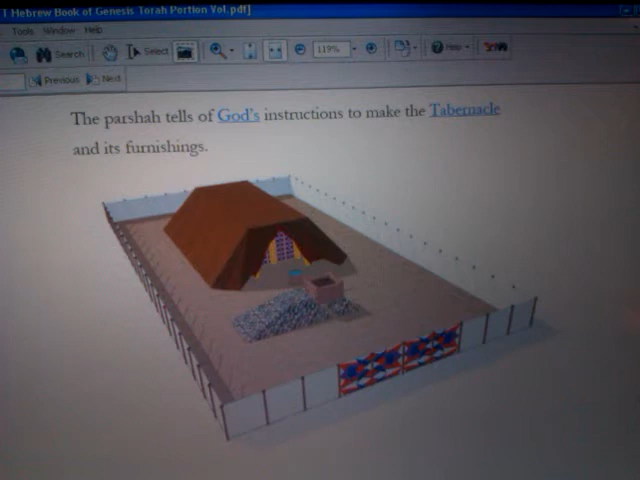 T Hebrew Book of Genesis Torah Portion Vol.pdf]
Tools Window Help
Search Select 119% Help
Previous Next
The parshah tells of God's instructions to make the Tabernacle
and its furnishings.